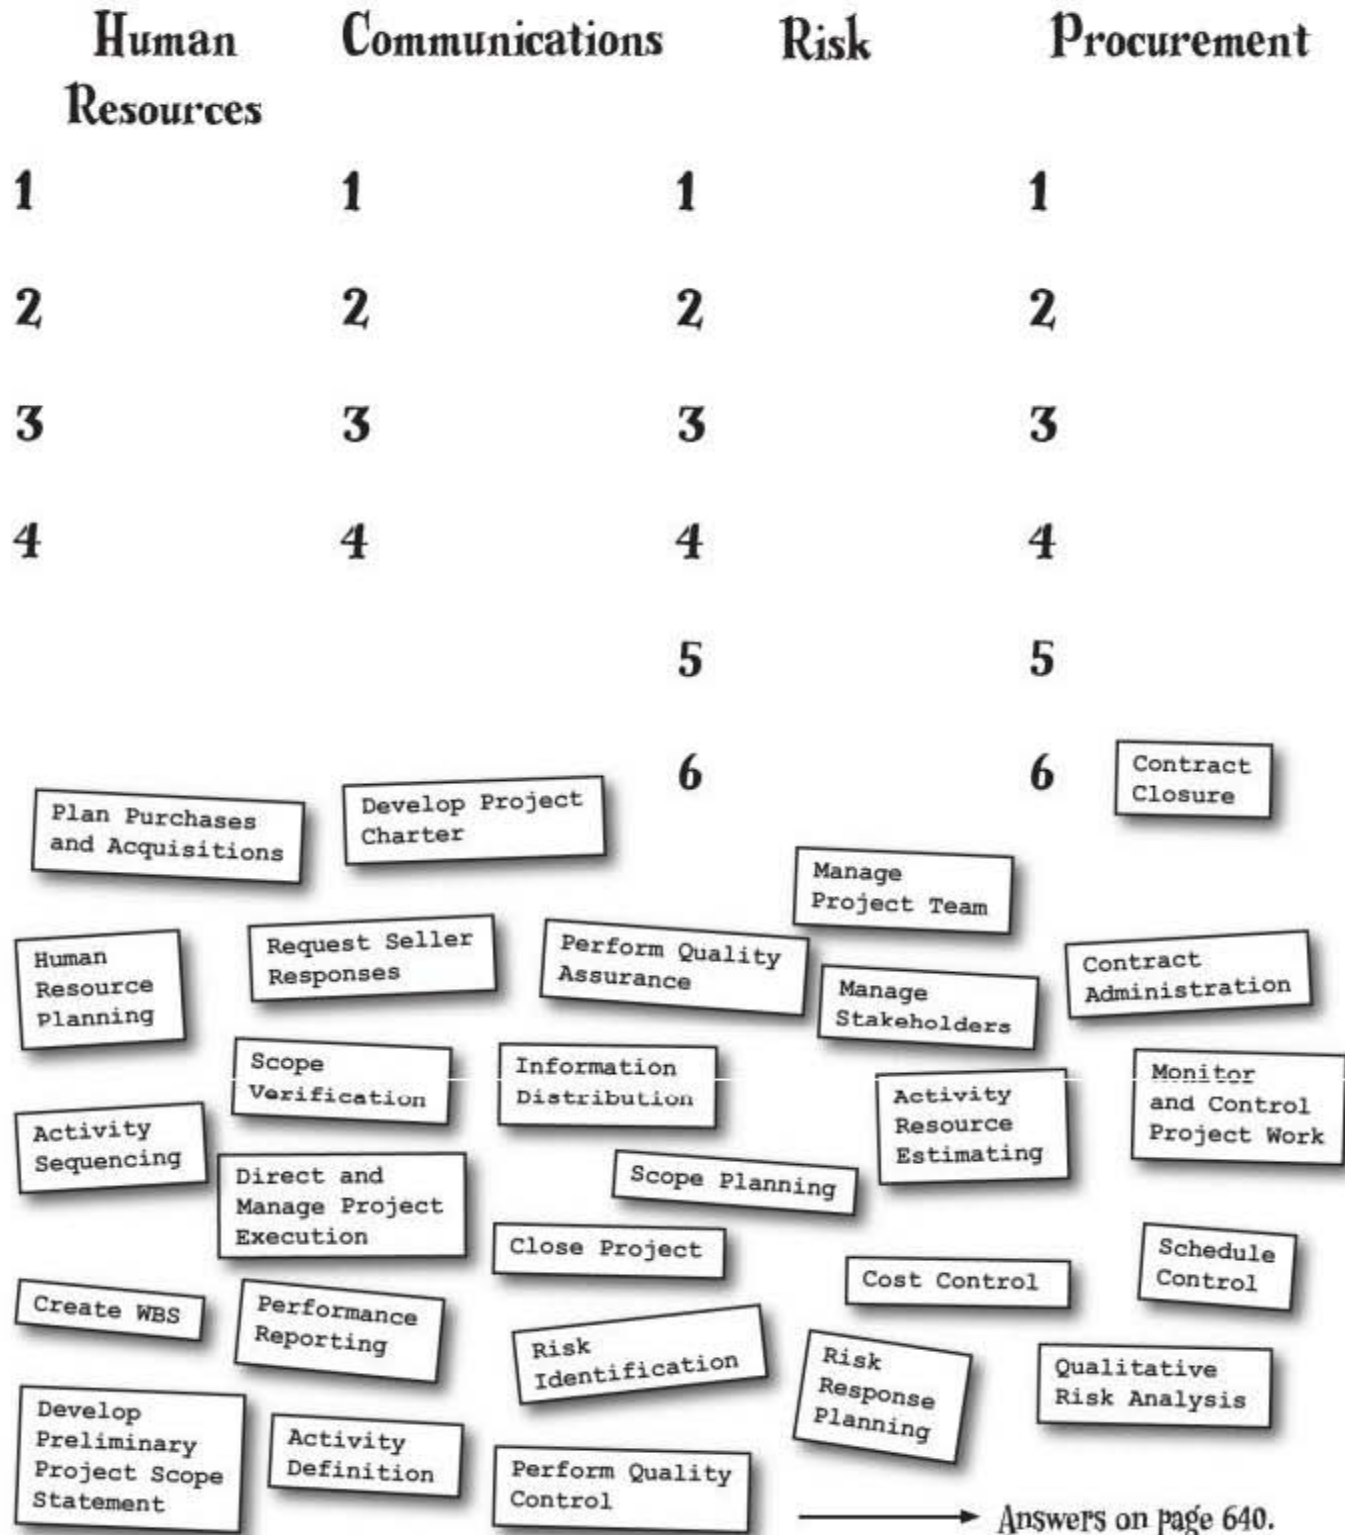 Human
Resources
Communications
Risk
Procurement
1
1
1
1
2
2
2
2
3
3
3
3
4
4
4
4
5
5
6
6
Contract
Closure
Plan Purchases
and Acquisitions
Develop Project
Charter
Manage
Project Team
Human
Resource
Planning
Request Seller
Responses
Perform Quality
Assurance
Manage
Stakeholders
Contract
Administration
Scope
Verification
Information
Distribution
Activity
Resource
Estimating
Monitor
and Control
Project Work
Activity
Sequencing
Direct and
Manage Project
Execution
Scope Planning
Close Project
Cost Control
Schedule
Control
Create WBS
Performance
Reporting
Risk
Identification
Risk
Response
Planning
Qualitative
Risk Analysis
Develop
Preliminary
Project Scope
Statement
Activity
Definition
Perform Quality
Control
Answers on page 640.